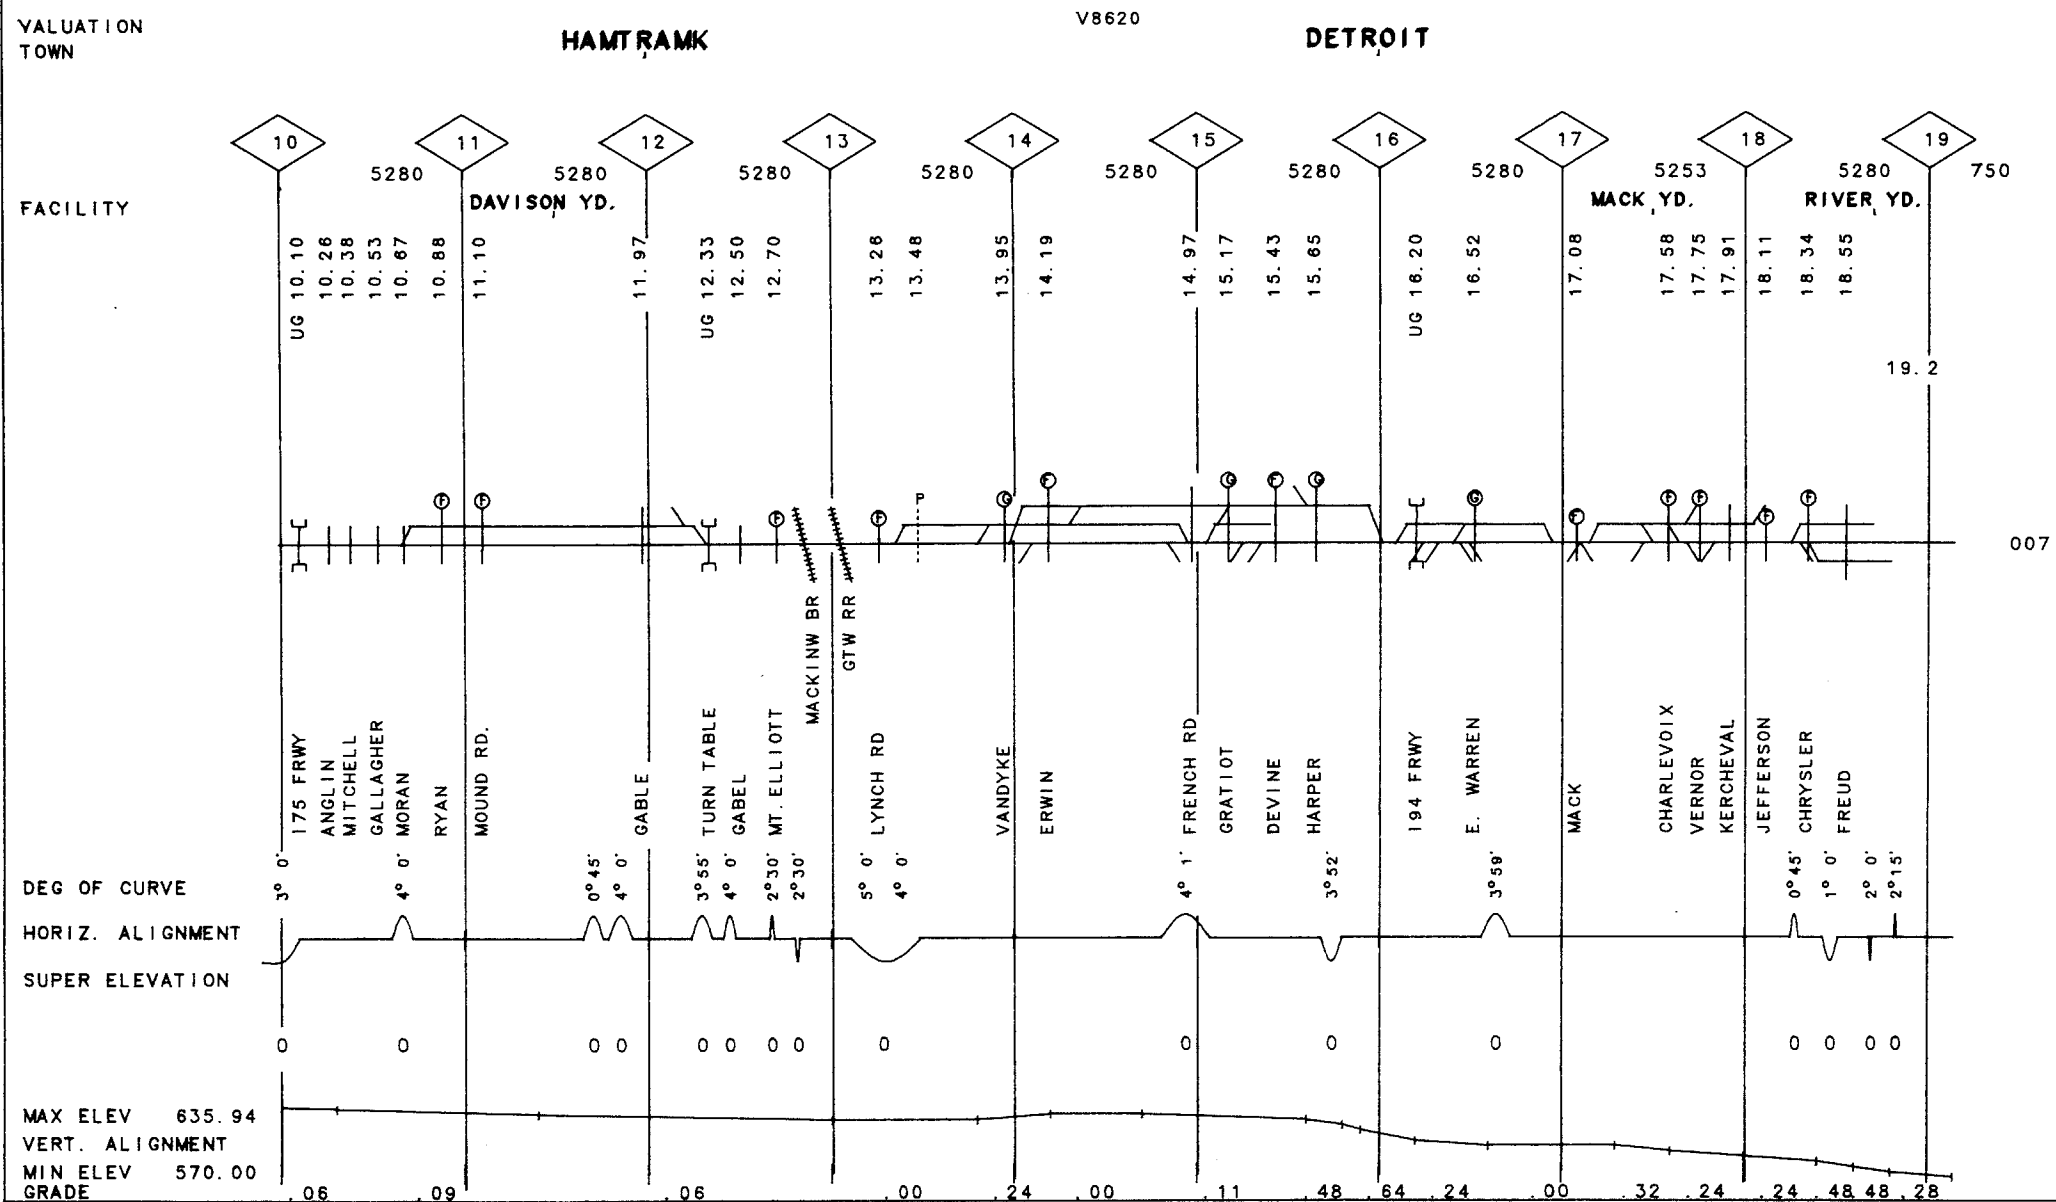 V8620
VALUATION
TOWN
HAMTRAMK
DETROIT
10 11 12 13 14 15 16 17 18 19
5280 5280 5280 5280 5280 5280 5280 5253 5280 750
FACILITY
DAVISON YD.
MACK YD.
RIVER YD.
UG 10.10
10.26
10.38
10.53
10.67
10.88
11.10
11.97
UG 12.33
12.50
12.70
13.26
13.48
13.95
14.19
14.97
15.17
15.43
15.65
UG 16.20
16.52
17.08
17.58
17.75
17.91
18.11
18.34
18.55
19.2
F F F F P G F G F G G F F F F F
007
MACKINW BR
GTW RR
175 FRWY
ANGLIN
MITCHELL
GALLAGHER
MORAN
RYAN
MOUND RD.
GABLE
TURN TABLE
GABEL
MT. ELLIOTT
LYNCH RD
VANDYKE
ERWIN
FRENCH RD
GRATIOT
DEVINE
HARPER
194 FRWY
E. WARREN
MACK
CHARLEVOIX
VERNOR
KERCHEVAL
JEFFERSON
CHRYSLER
FREUD
DEG OF CURVE
3° 0'
4° 0'
0°45'
4° 0'
3°55'
4° 0'
2°30'
2°30'
5° 0'
4° 0'
4° 1'
3°52'
3°59'
0°45'
1° 0'
2° 0'
2°15'
HORIZ. ALIGNMENT
SUPER ELEVATION
0 0 0 0 0 0 0 0 0 0 0 0 0 0 0 0
MAX ELEV 635.94
VERT. ALIGNMENT
MIN ELEV 570.00
GRADE .06 .09 .06 .00 .24 .00 .11 .48 .64 .24 .00 .32 .24 .24 .48 .48 .28